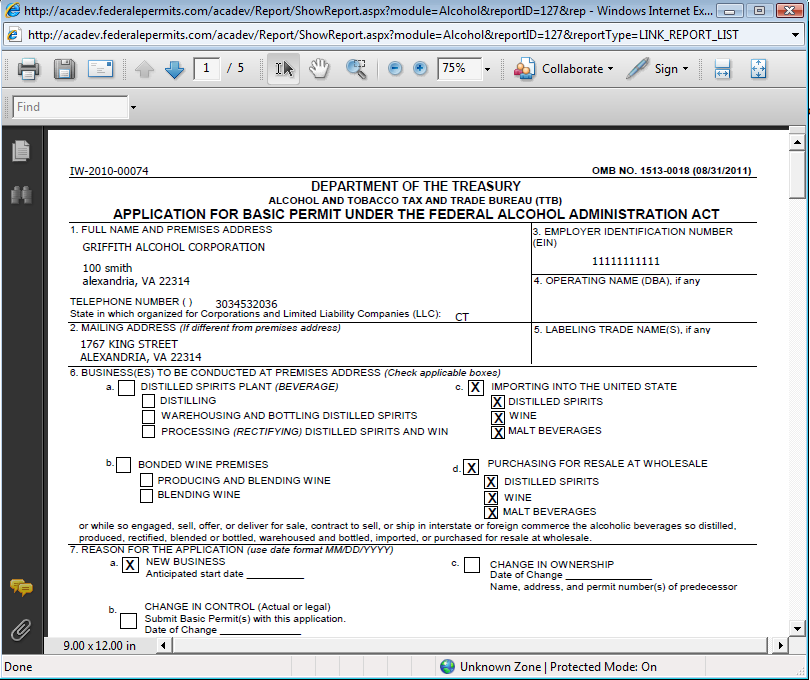 http://acadev.federalepermits.com/acadev/Report/ShowReport.aspx?module=Alcohol&reportID=127&rep - Windows Internet Ex...
http://acadev.federalepermits.com/acadev/Report/ShowReport.aspx?module=Alcohol&reportID=127&reportType=LINK_REPORT_LIST
1 / 5 75% Collaborate Sign
Find
IW-2010-00074 OMB NO. 1513-0018 (08/31/2011)
DEPARTMENT OF THE TREASURY
ALCOHOL AND TOBACCO TAX AND TRADE BUREAU (TTB)
APPLICATION FOR BASIC PERMIT UNDER THE FEDERAL ALCOHOL ADMINISTRATION ACT
1. FULL NAME AND PREMISES ADDRESS
GRIFFITH ALCOHOL CORPORATION
100 smith
alexandria, VA 22314
TELEPHONE NUMBER ( ) 3034532036
State in which organized for Corporations and Limited Liability Companies (LLC): CT
3. EMPLOYER IDENTIFICATION NUMBER
(EIN)
11111111111
4. OPERATING NAME (DBA), if any
2. MAILING ADDRESS (If different from premises address)
1767 KING STREET
ALEXANDRIA, VA 22314
5. LABELING TRADE NAME(S), if any
6. BUSINESS(ES) TO BE CONDUCTED AT PREMISES ADDRESS (Check applicable boxes)
a. DISTILLED SPIRITS PLANT (BEVERAGE)
DISTILLING
WAREHOUSING AND BOTTLING DISTILLED SPIRITS
PROCESSING (RECTIFYING) DISTILLED SPIRITS AND WIN
c. X IMPORTING INTO THE UNITED STATE
X DISTILLED SPIRITS
X WINE
X MALT BEVERAGES
b. BONDED WINE PREMISES
PRODUCING AND BLENDING WINE
BLENDING WINE
d. X PURCHASING FOR RESALE AT WHOLESALE
X DISTILLED SPIRITS
X WINE
X MALT BEVERAGES
or while so engaged, sell, offer, or deliver for sale, contract to sell, or ship in interstate or foreign commerce the alcoholic beverages so distilled,
produced, rectified, blended or bottled, warehoused and bottled, imported, or purchased for resale at wholesale.
7. REASON FOR THE APPLICATION (use date format MM/DD/YYYY)
a. X NEW BUSINESS
Anticipated start date
c. CHANGE IN OWNERSHIP
Date of Change
Name, address, and permit number(s) of predecessor
b. CHANGE IN CONTROL (Actual or legal)
Submit Basic Permit(s) with this application.
Date of Change
9.00 x 12.00 in
Done Unknown Zone | Protected Mode: On